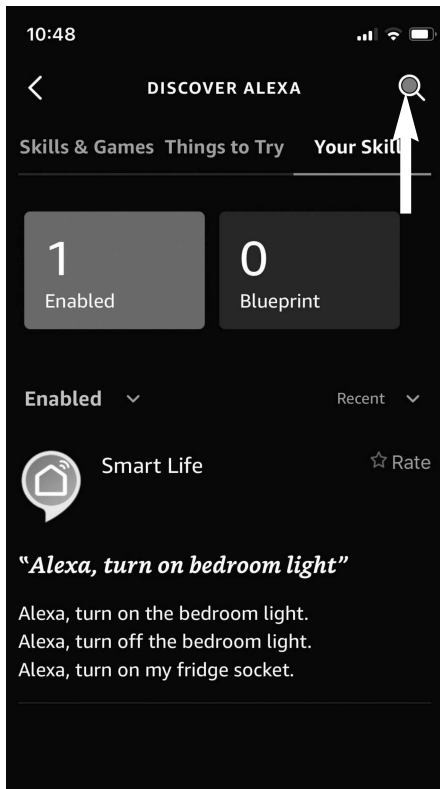 10:48
DISCOVER ALEXA
Skills & Games Things to Try Your Skill
1 0
Enabled Blueprint
Enabled Recent
Smart Life Rate
“Alexa, turn on bedroom light”
Alexa, turn on the bedroom light.
Alexa, turn off the bedroom light.
Alexa, turn on my fridge socket.